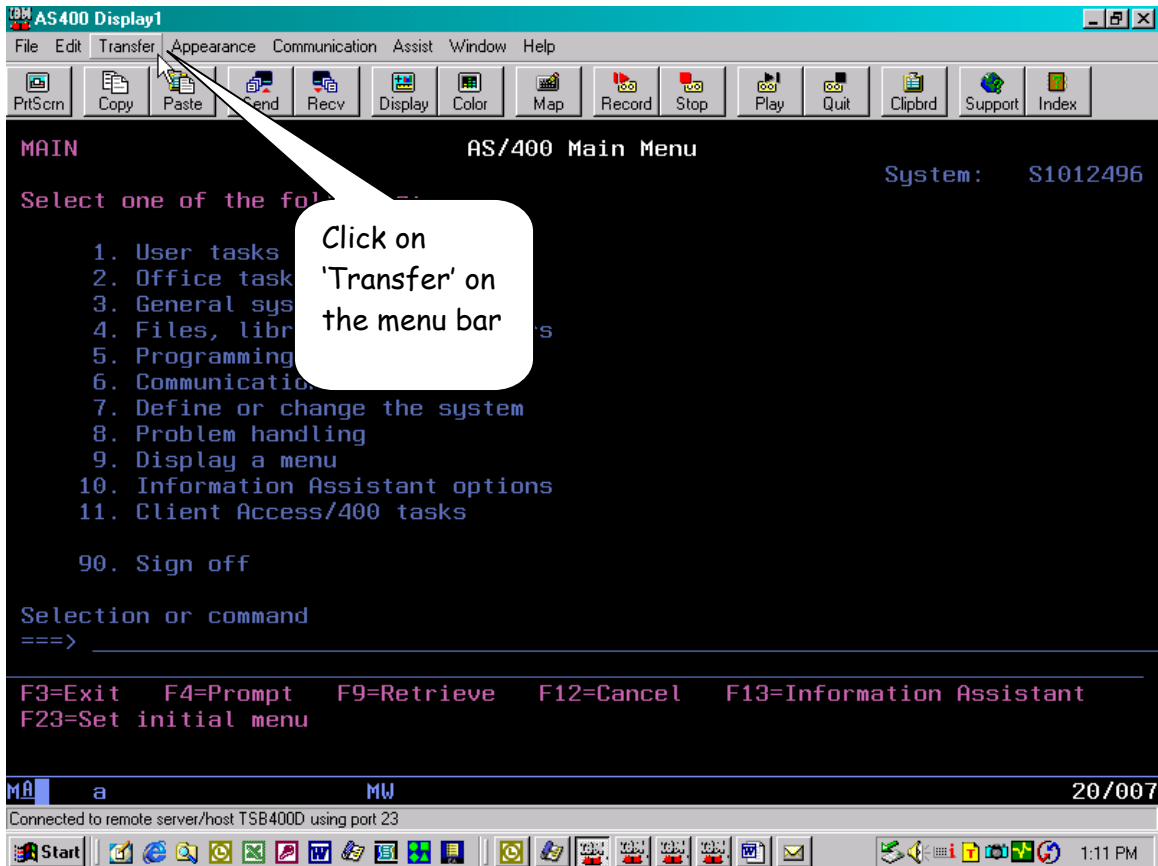 AS400 Display1
File Edit Transfer Appearance Communication Assist Window Help
PrtScrn Copy Paste Send Recv Display Color Map Record Stop Play Quit Clipbrd Support Index
MAIN AS/400 Main Menu
System: S1012496
Select one of the fol
1. User tasks
2. Office task
3. General sys
4. Files, libr s
5. Programming
6. Communicatio
7. Define or change the system
8. Problem handling
9. Display a menu
10. Information Assistant options
11. Client Access/400 tasks
90. Sign off
Click on
‘Transfer’ on
the menu bar
Selection or command
===>
F3=Exit F4=Prompt F9=Retrieve F12=Cancel F13=Information Assistant
F23=Set initial menu
MA a MW 20/007
Connected to remote server/host TSB400D using port 23
Start 1:11 PM